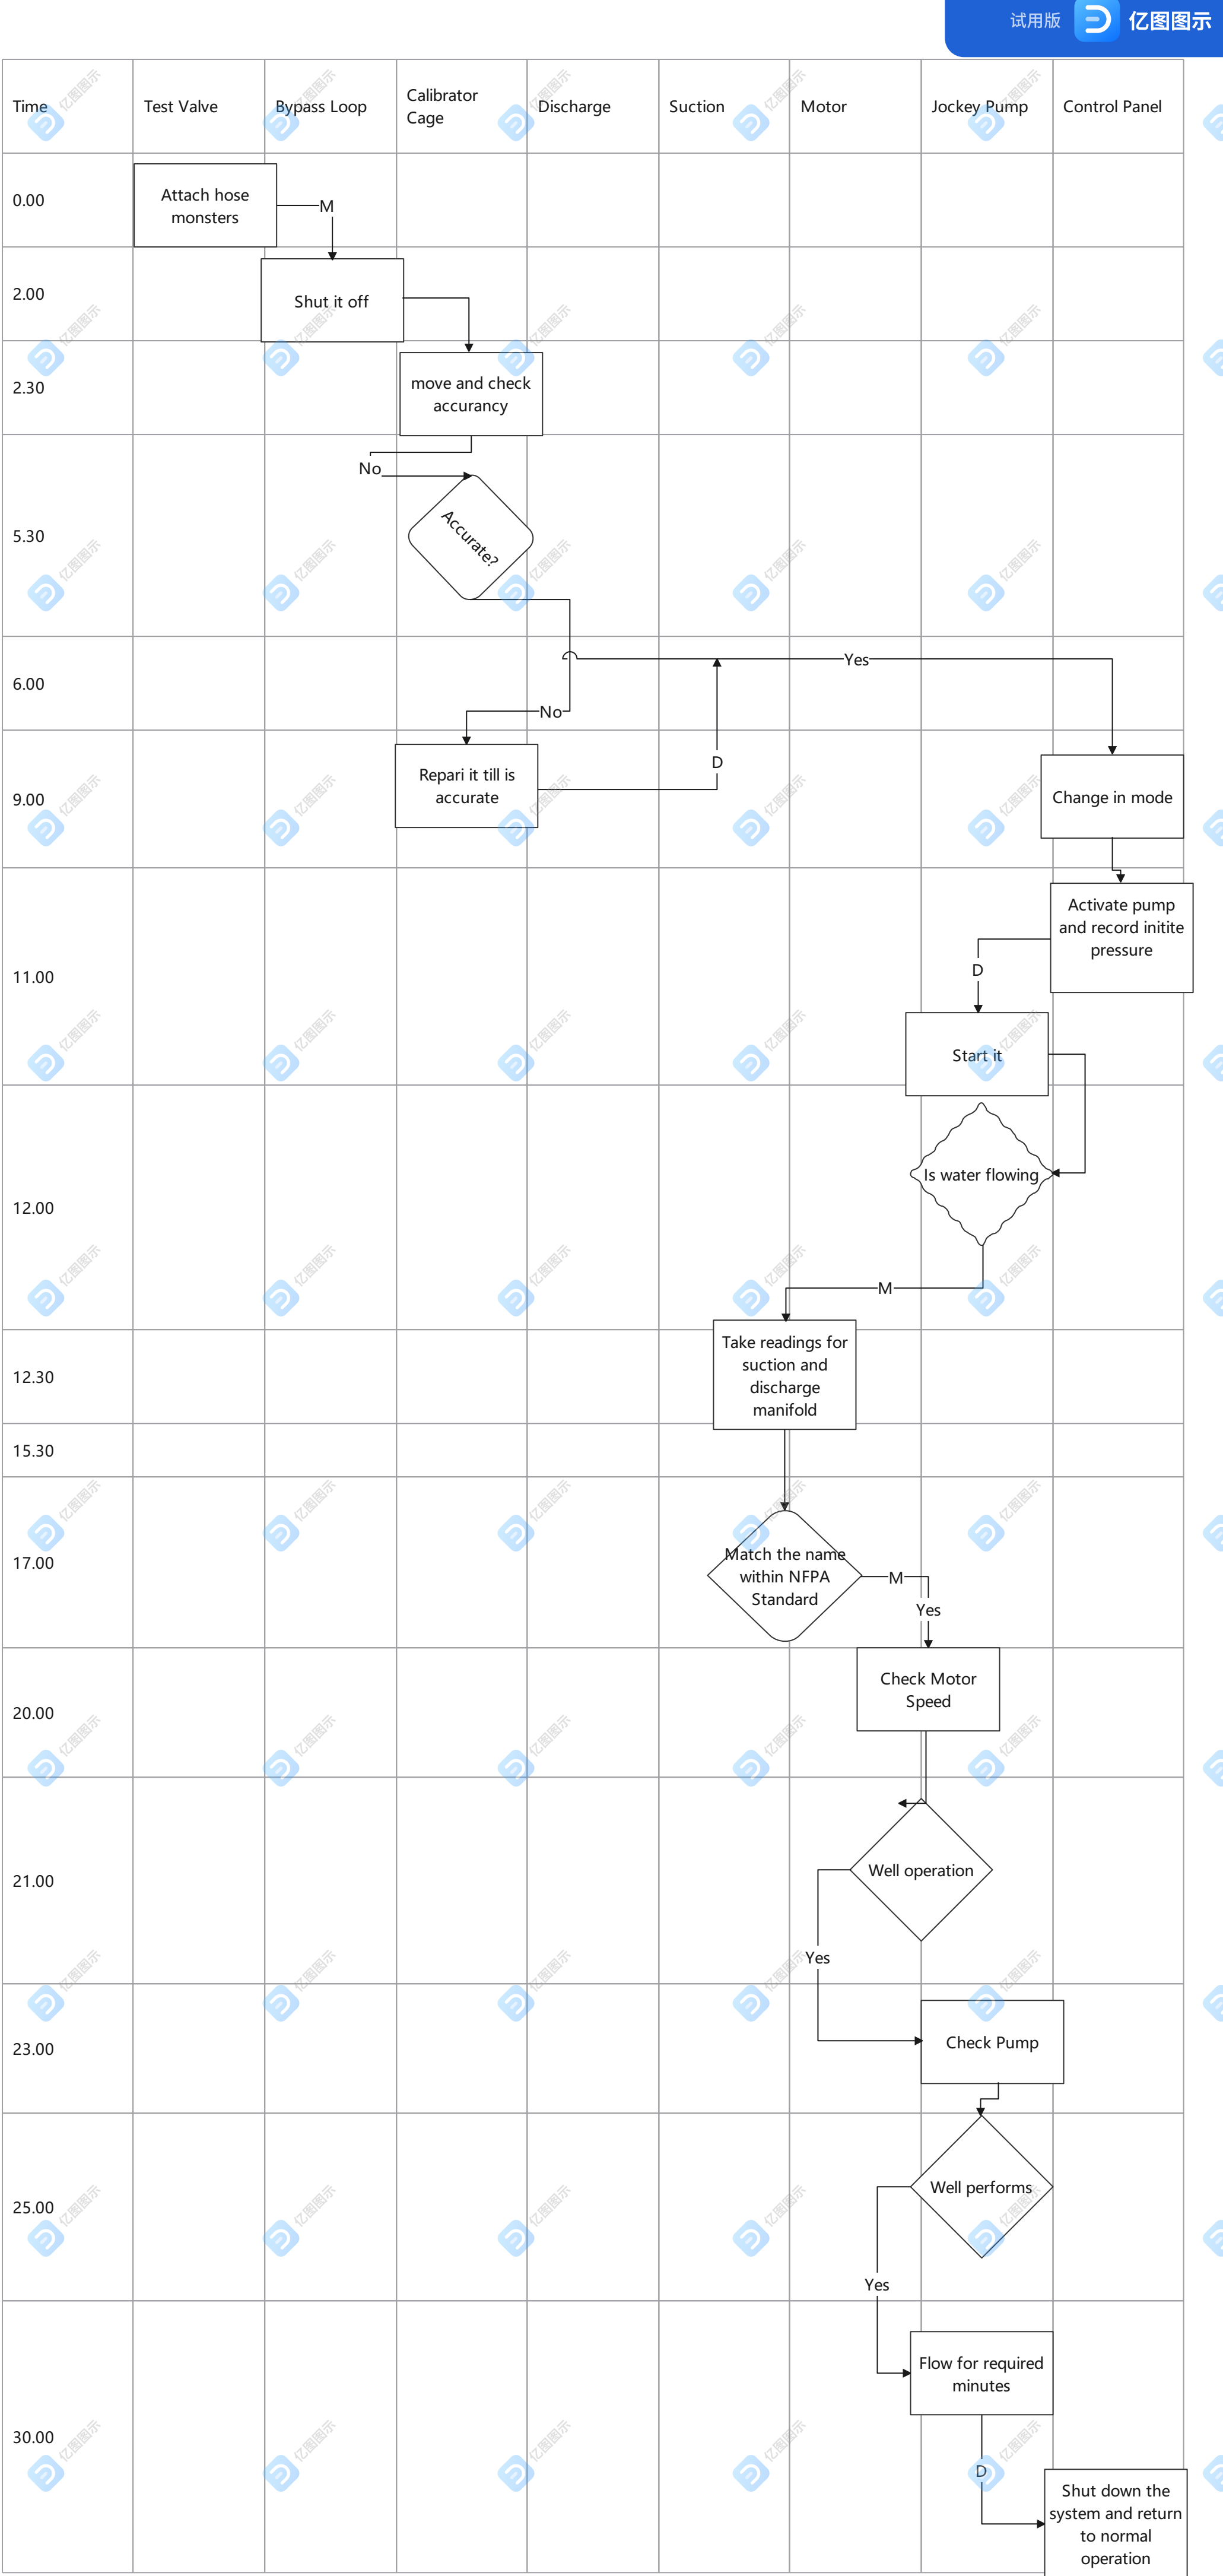 试用版 亿图图示
Time Test Valve Bypass Loop Calibrator Discharge Suction Motor Jockey Pump Control Panel
Cage
0.00
Attach hose
monsters
M
2.00
Shut it off
2.30
move and check
accurancy
No
5.30
Accurate?
Yes
6.00
No
D
9.00
Repari it till is
accurate
Change in mode
Activate pump
and record initite
pressure
D
11.00
Start it
Is water flowing
12.00
M
12.30
Take readings for
suction and
discharge
manifold
15.30
17.00
Match the name
within NFPA
Standard
M
Yes
20.00
Check Motor
Speed
21.00
Well operation
Yes
23.00
Check Pump
25.00
Well performs
Yes
Flow for required
minutes
30.00
D
Shut down the
system and return
to normal
operation
亿图图示